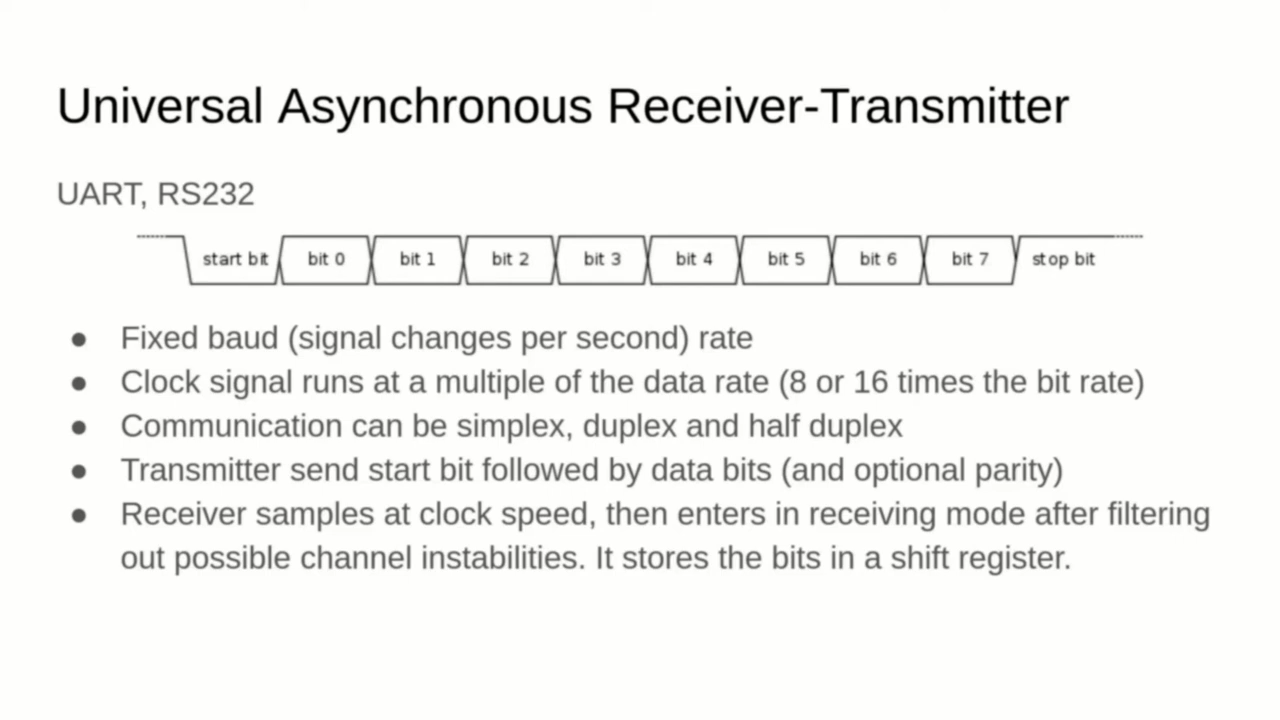 Universal Asynchronous Receiver-Transmitter
UART, RS232
start bit bit 0 bit 1 bit 2 bit 3 bit 4 bit 5 bit 6 bit 7 stop bit
● Fixed baud (signal changes per second) rate
● Clock signal runs at a multiple of the data rate (8 or 16 times the bit rate)
● Communication can be simplex, duplex and half duplex
● Transmitter send start bit followed by data bits (and optional parity)
● Receiver samples at clock speed, then enters in receiving mode after filtering
out possible channel instabilities. It stores the bits in a shift register.